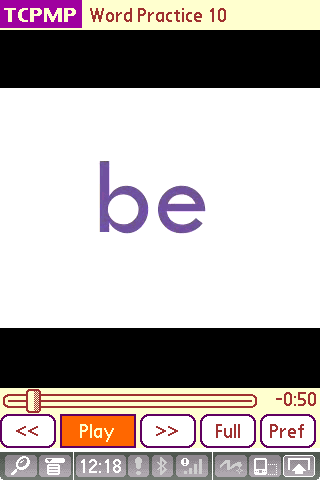 TCPMP Word Practice 10
be
-0:50
<< Play >> Full Pref
12:18